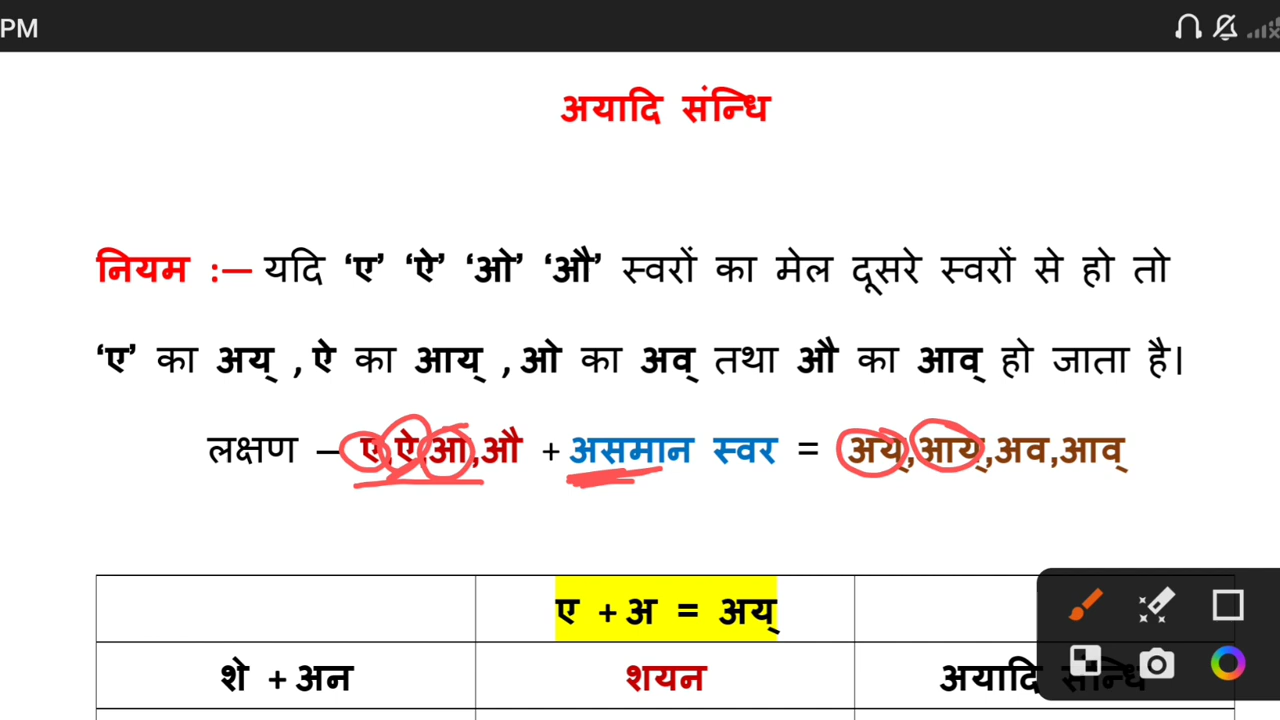 PM
अयादि संन्धि
नियम :— यदि ‘ए’ ‘ऐ’ ‘ओ’ ‘औ’ स्वरों का मेल दूसरे स्वरों से हो तो
‘ए’ का अय् , ऐ का आय् , ओ का अव् तथा औ का आव् हो जाता है।
लक्षण – ए,ऐ,ओ,औ + असमान स्वर = अय्,आय्,अव,आव्
ए + अ = अय्
शे + अन शयन अयादि संन्धि